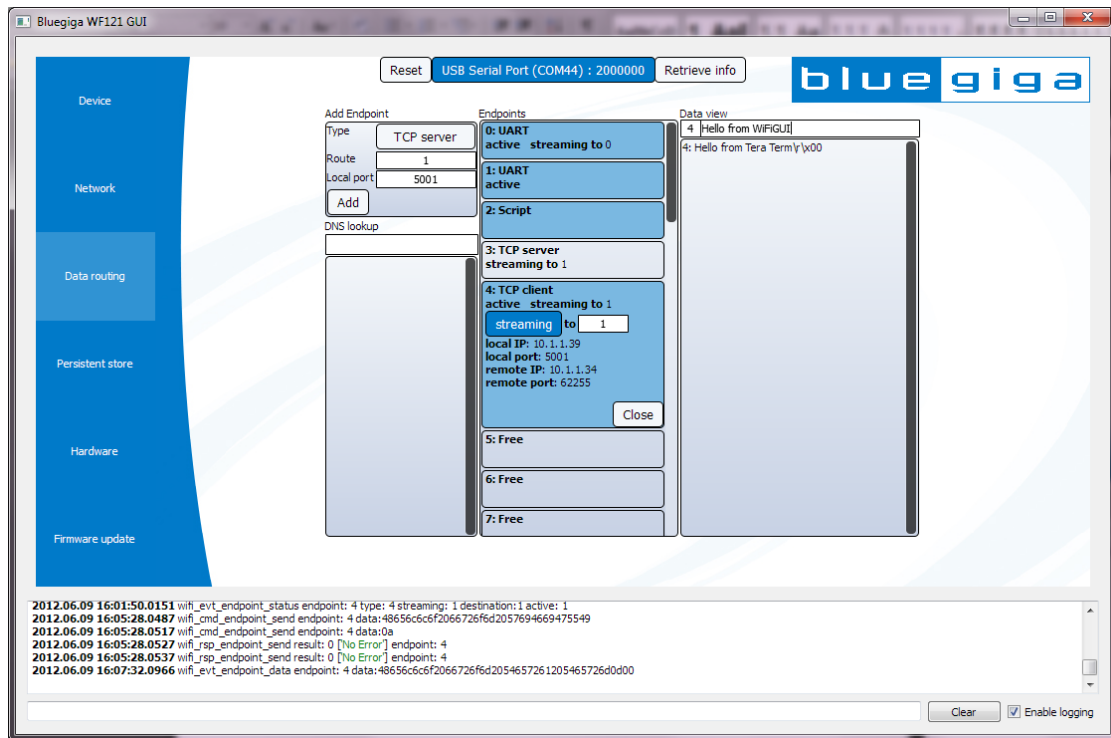 Bluegiga WF121 GUI
Reset USB Serial Port (COM44) : 2000000 Retrieve info
bluegiga
Device
Network
Data routing
Persistent store
Hardware
Firmware update
Add Endpoint
Type TCP server
Route 1
Local port 5001
Add
DNS lookup
Endpoints
0: UART
active streaming to 0
1: UART
active
2: Script
3: TCP server
streaming to 1
4: TCP client
active streaming to 1
streaming to 1
local IP: 10.1.1.39
local port: 5001
remote IP: 10.1.1.34
remote port: 62255
Close
5: Free
6: Free
7: Free
Data view
4 Hello from WiFiGUI
4: Hello from Tera Term\r\x00
2012.06.09 16:01:50.0151 wifi_evt_endpoint_status endpoint: 4 type: 4 streaming: 1 destination:1 active: 1
2012.06.09 16:05:28.0487 wifi_cmd_endpoint_send endpoint: 4 data:48656c6c6f2066726f6d2057694669475549
2012.06.09 16:05:28.0517 wifi_cmd_endpoint_send endpoint: 4 data:0a
2012.06.09 16:05:28.0527 wifi_rsp_endpoint_send result: 0 ['No Error'] endpoint: 4
2012.06.09 16:05:28.0537 wifi_rsp_endpoint_send result: 0 ['No Error'] endpoint: 4
2012.06.09 16:07:32.0966 wifi_evt_endpoint_data endpoint: 4 data:48656c6c6f2066726f6d2054657261205465726d0d00
Clear Enable logging